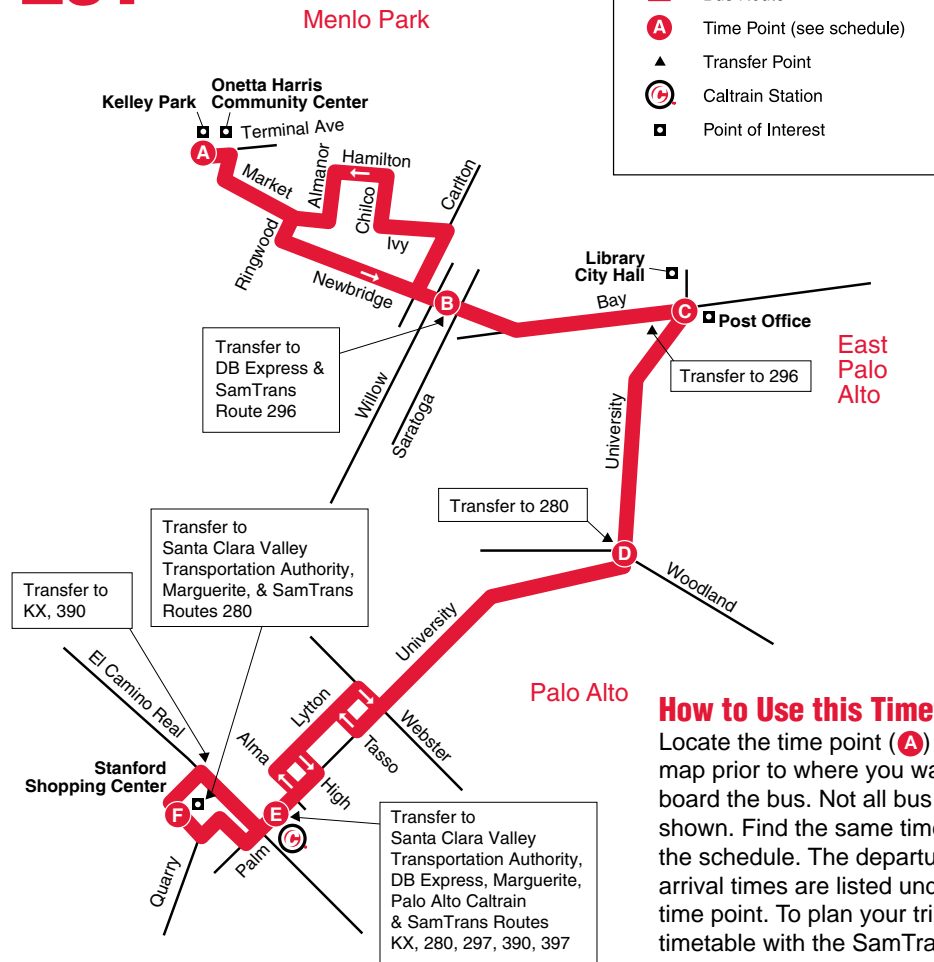 Menlo Park
A Time Point (see schedule)
Transfer Point
Caltrain Station
Point of Interest
Onetta Harris
Community Center
Kelley Park
Terminal Ave
A
Market
Almanor
Hamilton
Chilco
Ivy
Carlton
Ringwood
Newbridge
B
Library
City Hall
Bay
C
Post Office
East
Palo
Alto
Transfer to
DB Express &
SamTrans
Route 296
Transfer to 296
Willow
Saratoga
University
Transfer to 280
D
Woodland
Transfer to
Santa Clara Valley
Transportation Authority,
Marguerite, & SamTrans
Routes 280
Transfer to
KX, 390
El Camino Real
University
Lytton
Webster
Tasso
Alma
High
Palo Alto
Stanford
Shopping Center
F
E
C
Palm
Quarry
Transfer to
Santa Clara Valley
Transportation Authority,
DB Express, Marguerite,
Palo Alto Caltrain
& SamTrans Routes
KX, 280, 297, 390, 397
How to Use this Time
Locate the time point (A)
map prior to where you wa
board the bus. Not all bus
shown. Find the same time
the schedule. The departu
arrival times are listed und
time point. To plan your tri
timetable with the SamTra